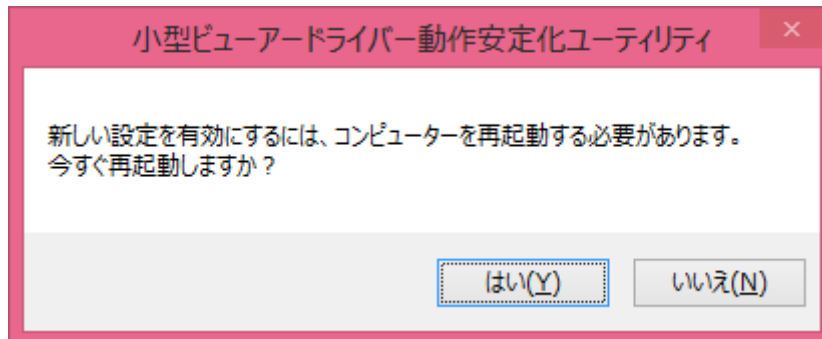 小型ビューアードライバー動作安定化ユーティリティ
新しい設定を有効にするには、コンピューターを再起動する必要があります。
今すぐ再起動しますか？
はい(Y)
いいえ(N)